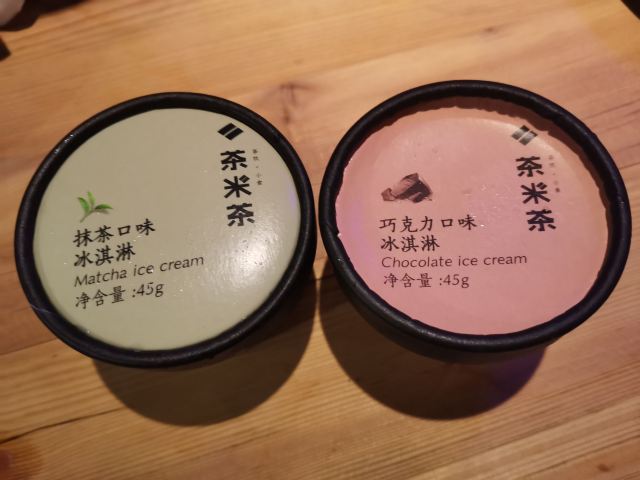 茶米茶
抹茶口味
冰淇淋
Matcha ice cream
净含量 :45g
茶米茶
巧克力口味
冰淇淋
Chocolate ice cream
净含量 :45g